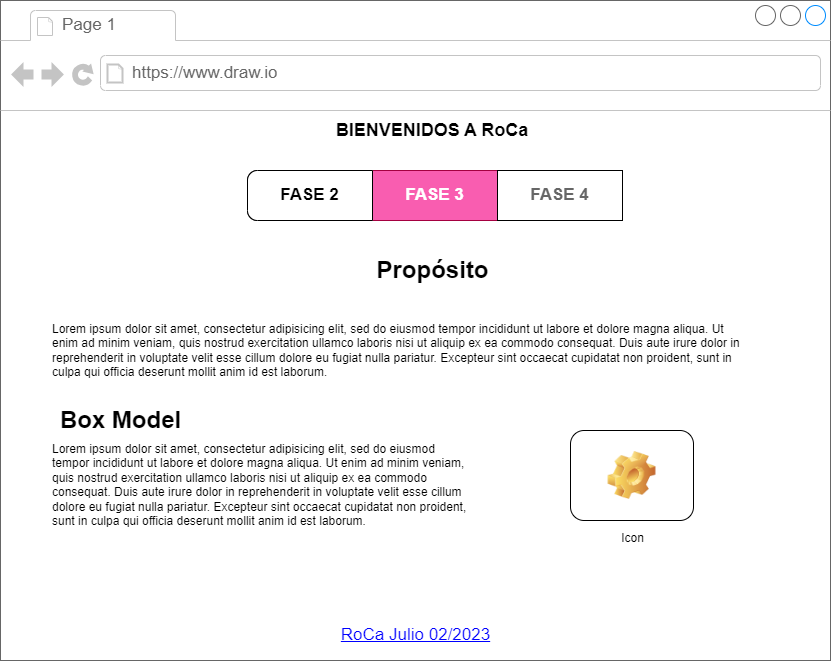 Page 1
https://www.draw.io
BIENVENIDOS A RoCa
FASE 2 FASE 3 FASE 4
Propósito
Lorem ipsum dolor sit amet, consectetur adipisicing elit, sed do eiusmod tempor incididunt ut labore et dolore magna aliqua. Ut
enim ad minim veniam, quis nostrud exercitation ullamco laboris nisi ut aliquip ex ea commodo consequat. Duis aute irure dolor in
reprehenderit in voluptate velit esse cillum dolore eu fugiat nulla pariatur. Excepteur sint occaecat cupidatat non proident, sunt in
culpa qui officia deserunt mollit anim id est laborum.
Box Model
Lorem ipsum dolor sit amet, consectetur adipisicing elit, sed do eiusmod
tempor incididunt ut labore et dolore magna aliqua. Ut enim ad minim veniam,
quis nostrud exercitation ullamco laboris nisi ut aliquip ex ea commodo
consequat. Duis aute irure dolor in reprehenderit in voluptate velit esse cillum
dolore eu fugiat nulla pariatur. Excepteur sint occaecat cupidatat non proident,
sunt in culpa qui officia deserunt mollit anim id est laborum.
Icon
RoCa Julio 02/2023